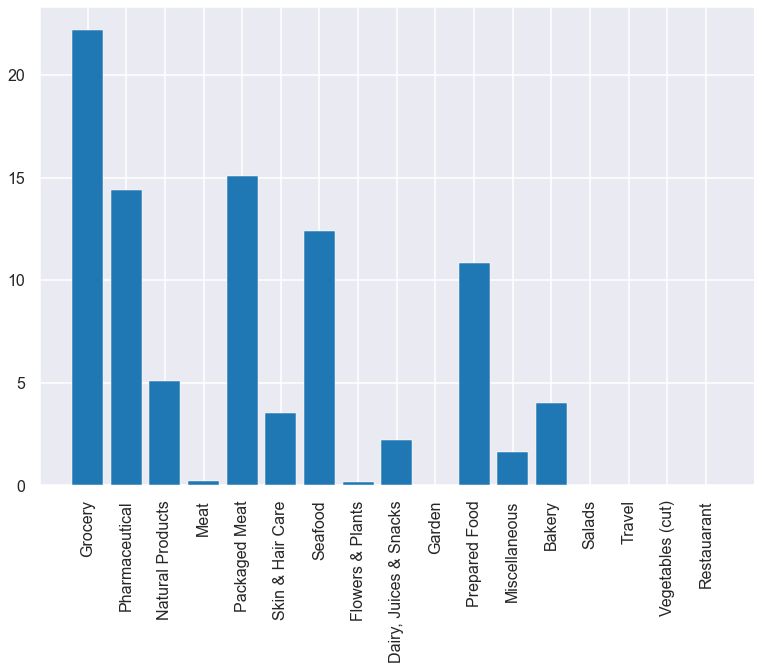 20
15
10
5
0
Grocery
Pharmaceutical
Natural Products
Meat
Packaged Meat
Skin & Hair Care
Seafood
Flowers & Plants
Dairy, Juices & Snacks
Garden
Prepared Food
Miscellaneous
Bakery
Salads
Travel
Vegetables (cut)
Restauarant